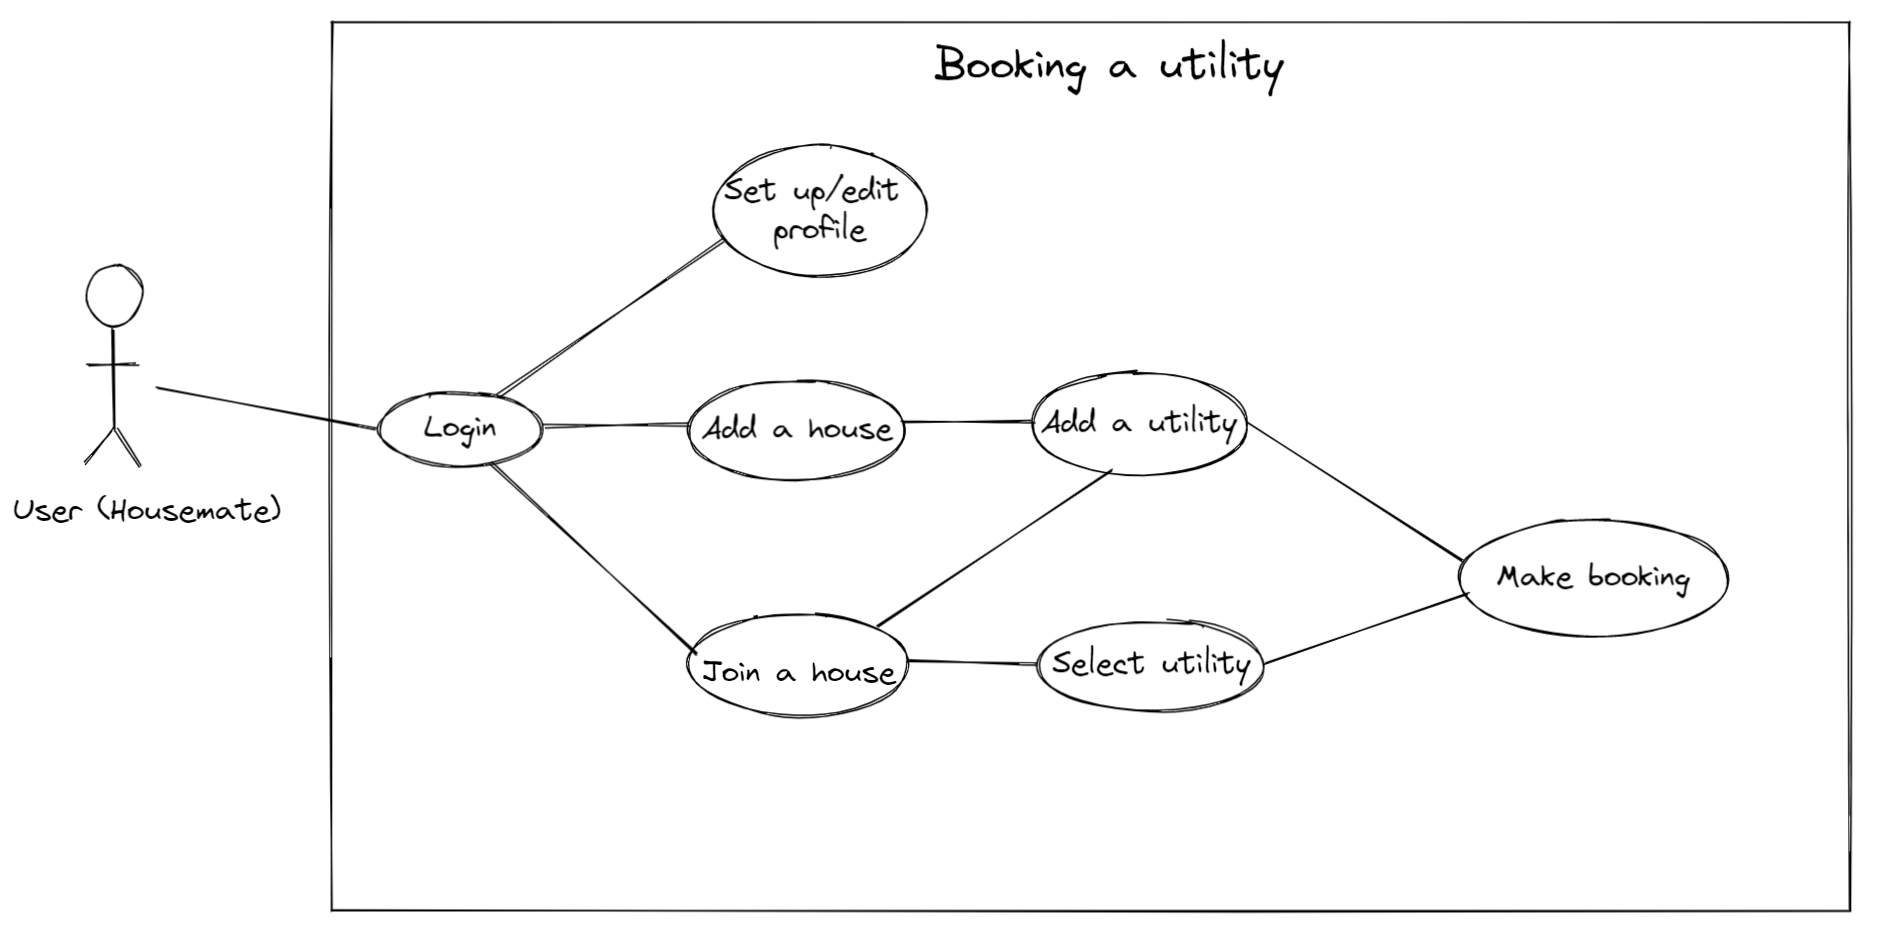 Booking a utility
Set up/edit
profile
Login
Add a house
Add a utility
User (Housemate)
Make booking
Join a house
Select utility